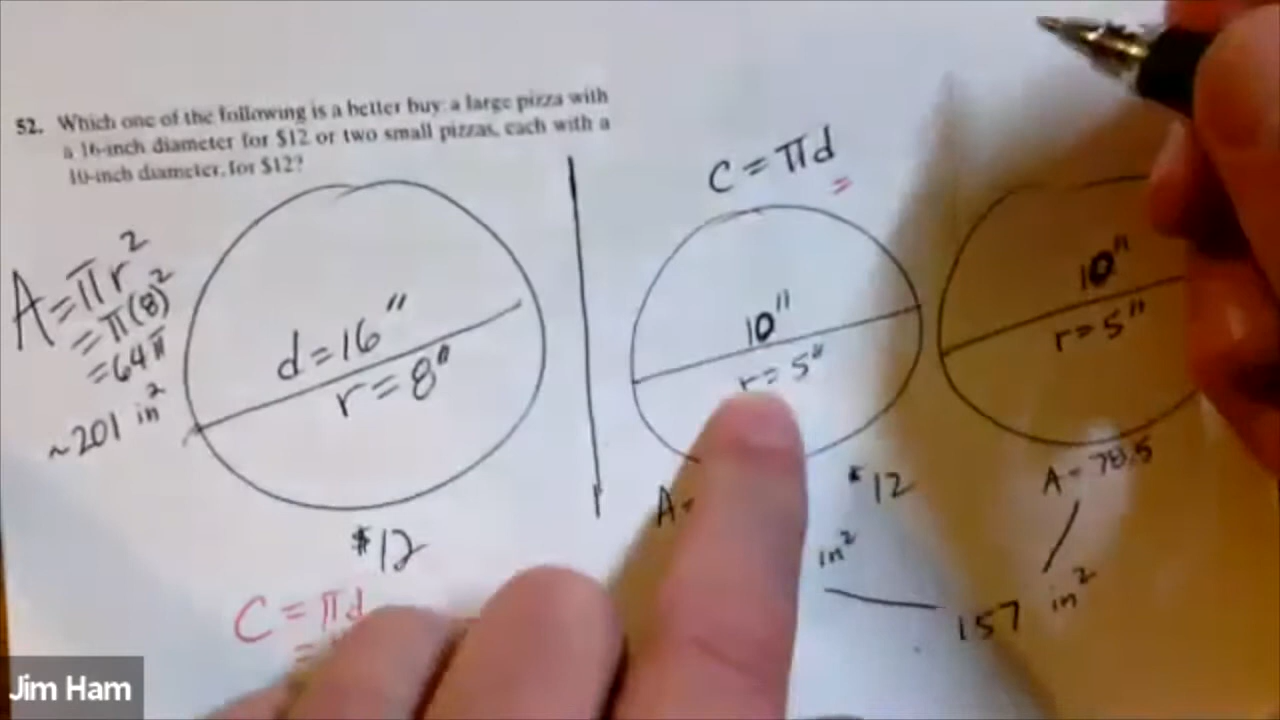 52. Which one of the following is a better buy: a large pizza with
a 16-inch diameter for $12 or two small pizzas, each with a
10-inch diameter, for $12?
A = πr²
= π(8)²
= 64π
~201 in²
d = 16"
r = 8"
$12
C = πd
=
C = πd
=
10"
r = 5"
A=
$12
in²
10"
r = 5"
A = 78.5
157 in²
Jim Ham